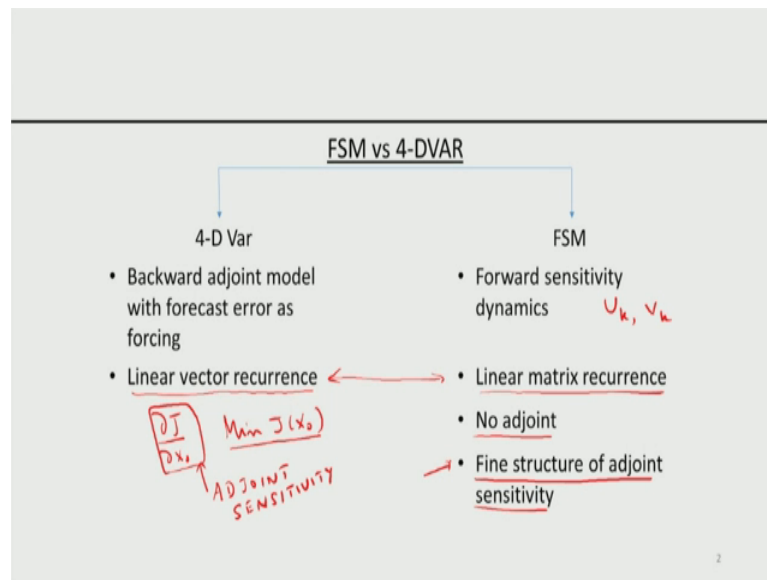 FSM vs 4-DVAR
4-D Var
• Backward adjoint model
with forecast error as
forcing
• Linear vector recurrence
∂J
∂x₀
Min J(x₀)
ADJOINT
SENSITIVITY
FSM
• Forward sensitivity
dynamics Uₖ, Vₖ
• Linear matrix recurrence
• No adjoint
• Fine structure of adjoint
sensitivity
2